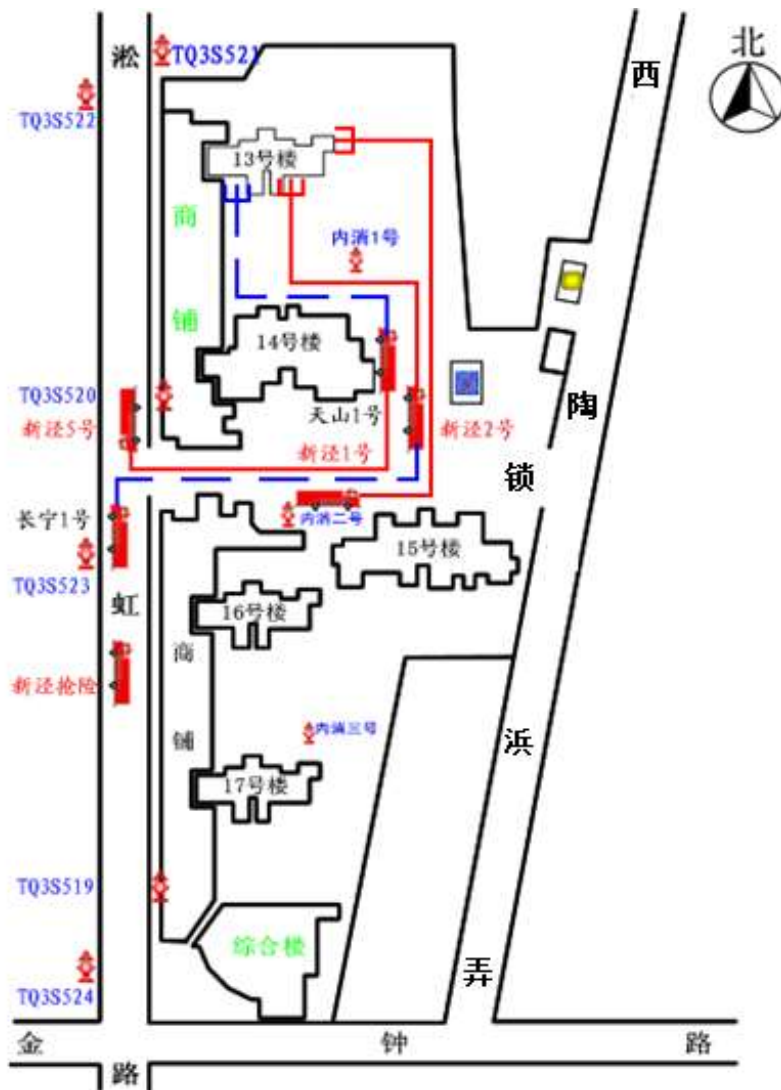 淞
TQ3S521
北
西
TQ3S522
13号楼
商
内消1号
铺
14号楼
TQ3S520
天山1号
陶
新泾5号
新泾1号
新泾2号
锁
长宁1号
内消二号
15号楼
TQ3S523
虹
16号楼
商
新泾抢险
铺
内消三号
浜
17号楼
TQ3S519
综合楼
弄
TQ3S524
金
钟
路
路